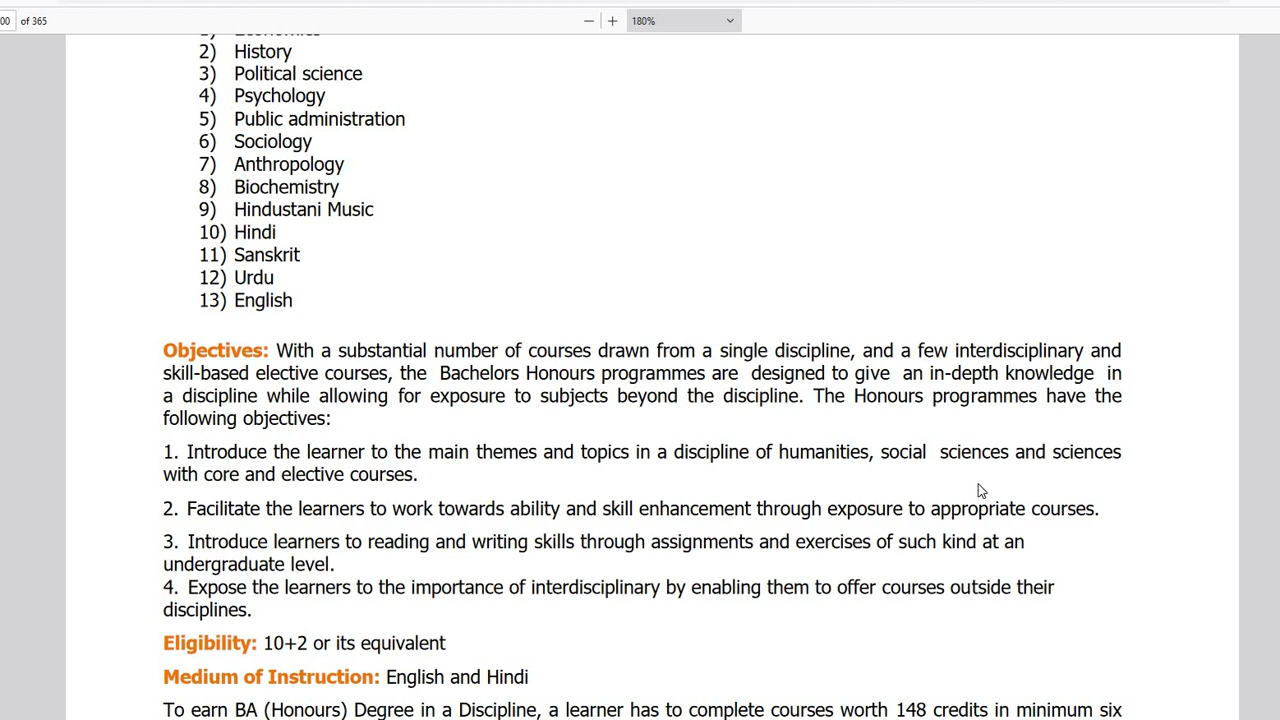 00 of 365 180%
1) Economics
2) History
3) Political science
4) Psychology
5) Public administration
6) Sociology
7) Anthropology
8) Biochemistry
9) Hindustani Music
10) Hindi
11) Sanskrit
12) Urdu
13) English
Objectives: With a substantial number of courses drawn from a single discipline, and a few interdisciplinary and
skill-based elective courses, the Bachelors Honours programmes are designed to give an in-depth knowledge in
a discipline while allowing for exposure to subjects beyond the discipline. The Honours programmes have the
following objectives:
1. Introduce the learner to the main themes and topics in a discipline of humanities, social sciences and sciences
with core and elective courses.
2. Facilitate the learners to work towards ability and skill enhancement through exposure to appropriate courses.
3. Introduce learners to reading and writing skills through assignments and exercises of such kind at an
undergraduate level.
4. Expose the learners to the importance of interdisciplinary by enabling them to offer courses outside their
disciplines.
Eligibility: 10+2 or its equivalent
Medium of Instruction: English and Hindi
To earn BA (Honours) Degree in a Discipline, a learner has to complete courses worth 148 credits in minimum six